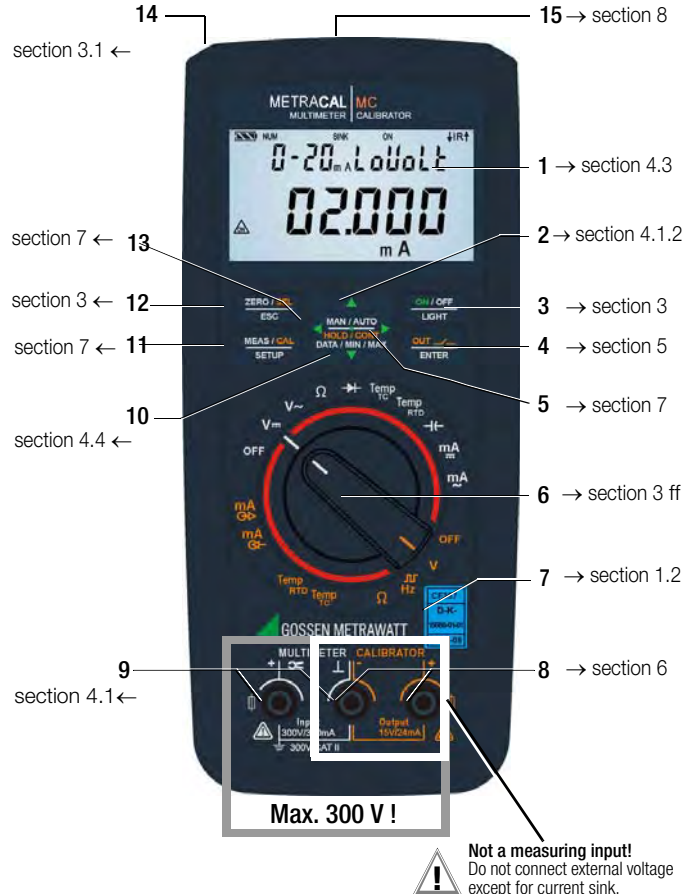 14
15 → section 8
section 3.1 ←
METRACAL MC
MULTIMETER CALIBRATOR
NUM SINK ON ↓IR↑
0-20 mA LoVolt
1 → section 4.3
02.000
mA
section 7 ← 13
2 → section 4.1.2
section 3 ← 12
ZERO / SEL
ESC
MAN / AUTO
HOLD / CONT
DATA / MIN / MAX
ON / OFF
LIGHT
3 → section 3
section 7 ← 11
MEAS / CAL
SETUP
OUT
ENTER
4 → section 5
10
5 → section 7
section 4.4 ←
OFF
V⎓
V~
Ω
Temp TC
Temp RTD
mA
mA
~
6 → section 3 ff
OFF
V
Hz
Ω
Temp TC
Temp RTD
mA
mA
7 → section 1.2
D-K-
GOSSEN METRAWATT
MULTIMETER CALIBRATOR
9
8 → section 6
section 4.1←
+ ⊥ - +
Input
Output
15V/24mA
Max. 300 V !
Not a measuring input!
Do not connect external voltage
except for current sink.